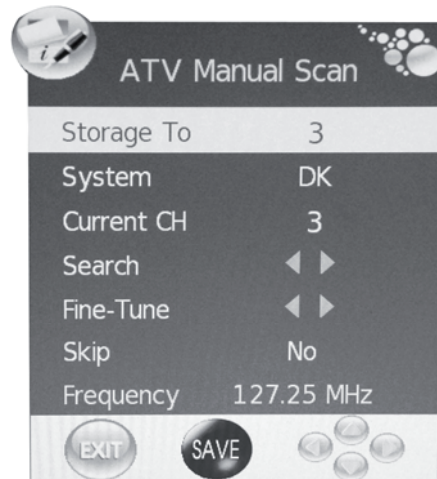 ATV Manual Scan
Storage To 3
System DK
Current CH 3
Search
Fine-Tune
Skip No
Frequency 127.25 MHz
EXIT SAVE